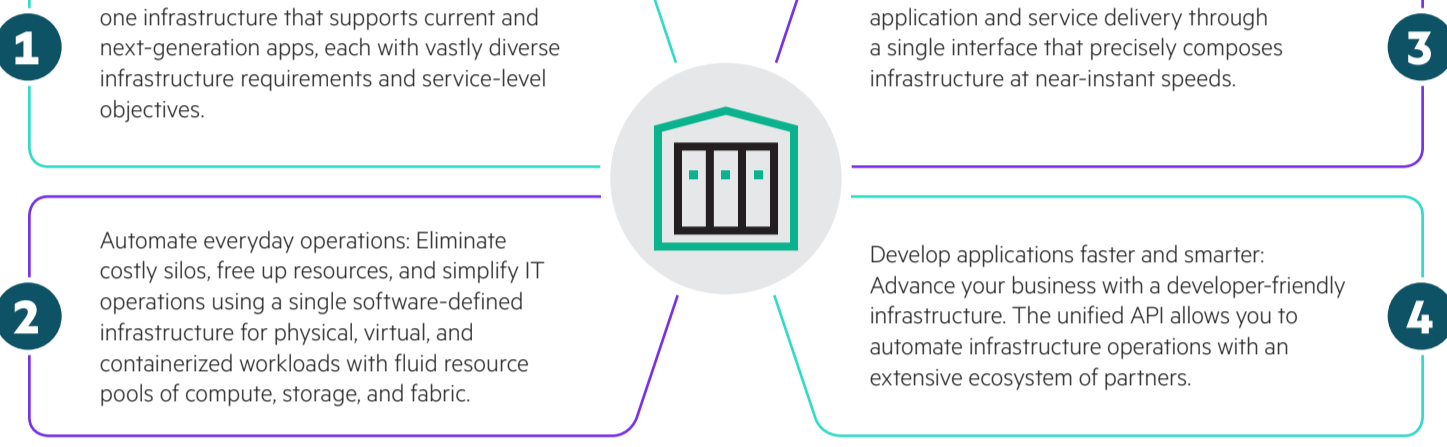 1
one infrastructure that supports current and
next-generation apps, each with vastly diverse
infrastructure requirements and service-level
objectives.
2
Automate everyday operations: Eliminate
costly silos, free up resources, and simplify IT
operations using a single software-defined
infrastructure for physical, virtual, and
containerized workloads with fluid resource
pools of compute, storage, and fabric.
3
application and service delivery through
a single interface that precisely composes
infrastructure at near-instant speeds.
4
Develop applications faster and smarter:
Advance your business with a developer-friendly
infrastructure. The unified API allows you to
automate infrastructure operations with an
extensive ecosystem of partners.